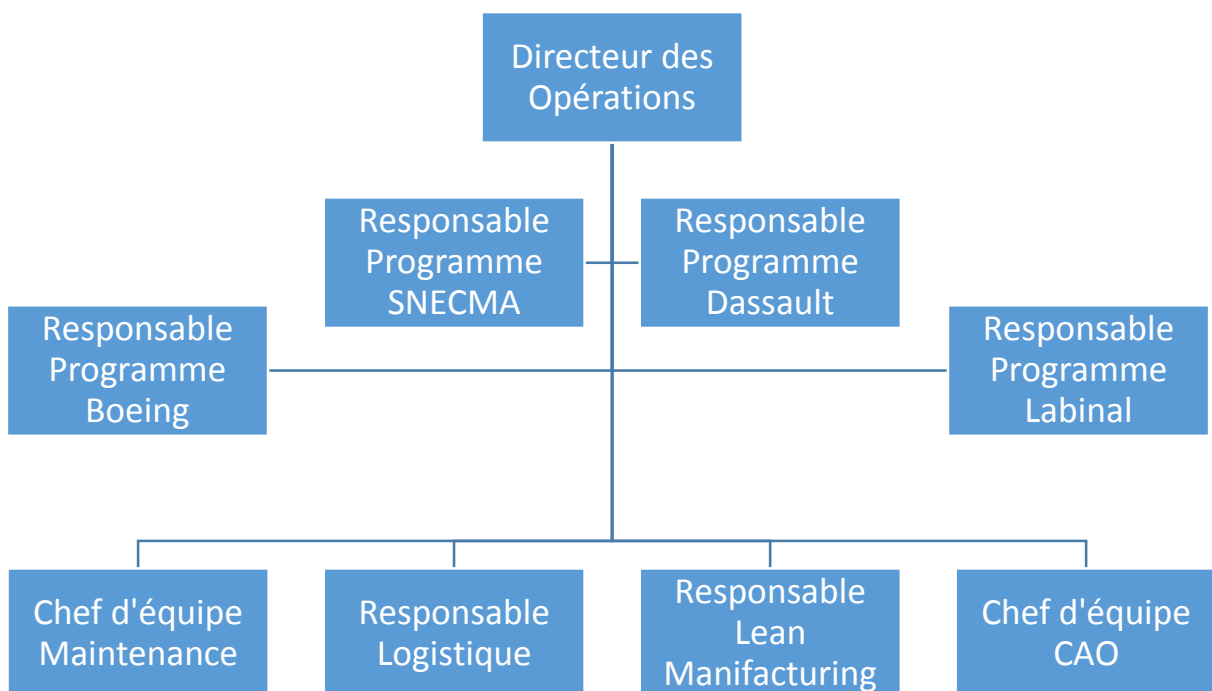 Directeur des
Opérations
Responsable
Programme
SNECMA
Responsable
Programme
Dassault
Responsable
Programme
Boeing
Responsable
Programme
Labinal
Chef d'équipe
Maintenance
Responsable
Logistique
Responsable
Lean
Manifacturing
Chef d'équipe
CAO